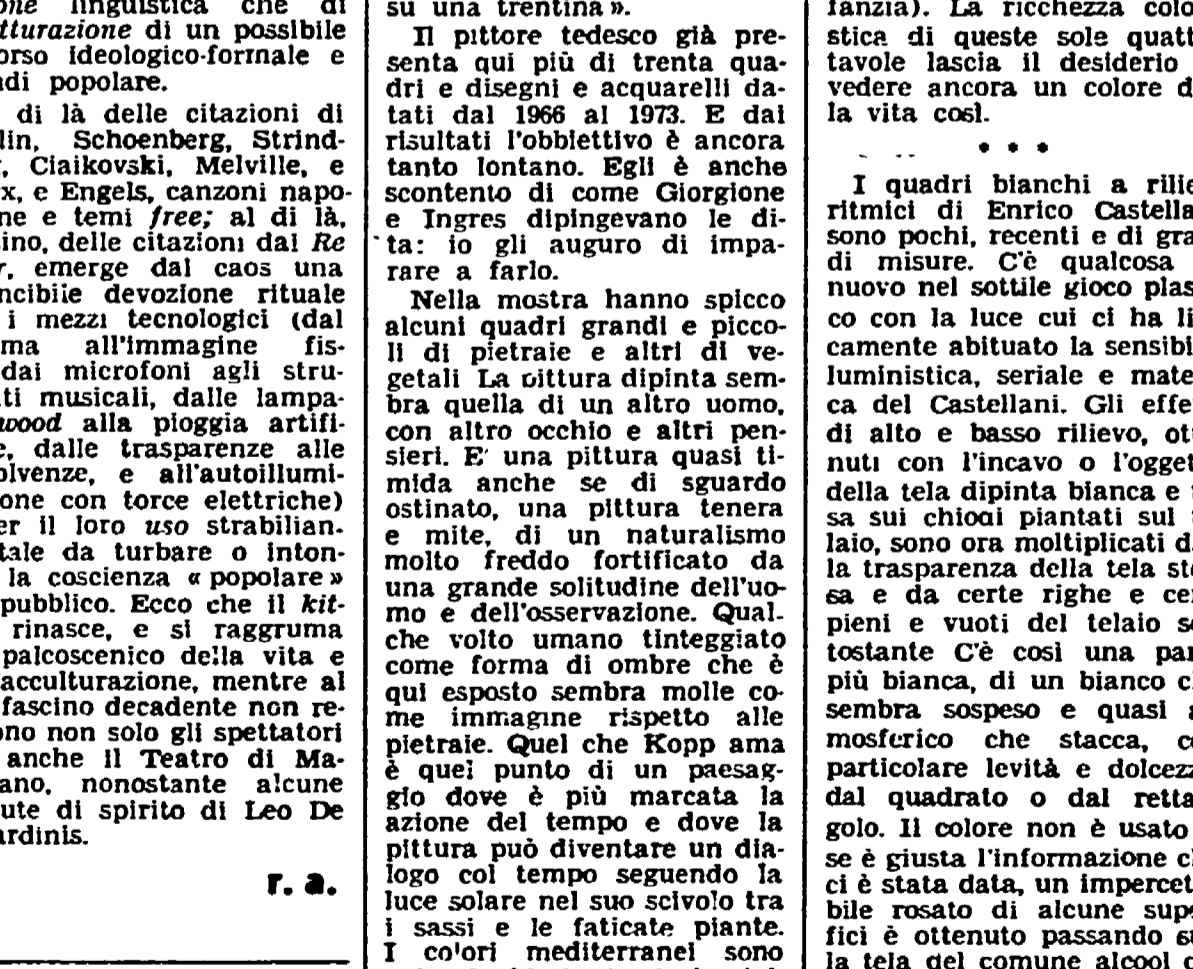 one linguistica che di
tturazione di un possibile
orso ideologico-formale e
ndi popolare.
di là delle citazioni di
lin, Schoenberg, Strind-
, Ciaikovski, Melville, e
x, e Engels, canzoni napo-
ne e temi free; al di là,
ino, delle citazioni dal Re
r, emerge dal caos una
ncibile devozione rituale
i mezzi tecnologici (dal
ma all'immagine fis-
dai microfoni agli stru-
ti musicali, dalle lampa-
wood alla pioggia artifi-
e, dalle trasparenze alle
olvenze, e all'autoillumi-
one con torce elettriche)
er il loro uso strabilian-
tale da turbare o inton-
la coscienza « popolare »
pubblico. Ecco che il kit-
rinasce, e si raggruma
palcoscenico della vita e
acculturazione, mentre al
fascino decadente non re-
ono non solo gli spettatori
anche il Teatro di Ma-
ano, nonostante alcune
ute di spirito di Leo De
ardinis.
r. a.
su una trentina ».
Il pittore tedesco già pre-
senta qui più di trenta qua-
dri e disegni e acquarelli da-
tati dal 1966 al 1973. E dai
risultati l'obbiettivo è ancora
tanto lontano. Egli è anche
scontento di come Giorgione
e Ingres dipingevano le di-
ta: io gli auguro di impa-
rare a farlo.
Nella mostra hanno spicco
alcuni quadri grandi e picco-
li di pietraie e altri di ve-
getali La pittura dipinta sem-
bra quella di un altro uomo,
con altro occhio e altri pen-
sieri. E' una pittura quasi ti-
mida anche se di sguardo
ostinato, una pittura tenera
e mite, di un naturalismo
molto freddo fortificato da
una grande solitudine dell'uo-
mo e dell'osservazione. Qual-
che volto umano tinteggiato
come forma di ombre che è
qui esposto sembra molle co-
me immagine rispetto alle
pietraie. Quel che Kopp ama
è quel punto di un paesag-
gio dove è più marcata la
azione del tempo e dove la
pittura può diventare un dia-
logo col tempo seguendo la
luce solare nel suo scivolo tra
i sassi e le faticate piante.
I colori mediterranei sono
fanzia). La ricchezza colo
stica di queste sole quatt
tavole lascia il desiderio
vedere ancora un colore d
la vita così.
• • •
I quadri bianchi a rilie
ritmici di Enrico Castella
sono pochi, recenti e di gra
di misure. C'è qualcosa
nuovo nel sottile gioco plas
co con la luce cui ci ha li
camente abituato la sensibi
luministica, seriale e mate
ca del Castellani. Gli effe
di alto e basso rilievo, ot
nuti con l'incavo o l'ogget
della tela dipinta bianca e
sa sui chiodi piantati sul
laio, sono ora moltiplicati d
la trasparenza della tela ste
sa e da certe righe e cer
pieni e vuoti del telaio so
tostante C'è così una par
più bianca, di un bianco c
sembra sospeso e quasi a
mosferico che stacca, co
particolare levità e dolcezz
dal quadrato o dal retta
golo. Il colore non è usato
se è giusta l'informazione c
ci è stata data, un impercet
bile rosato di alcune supe
fici è ottenuto passando su
la tela del comune alcool d